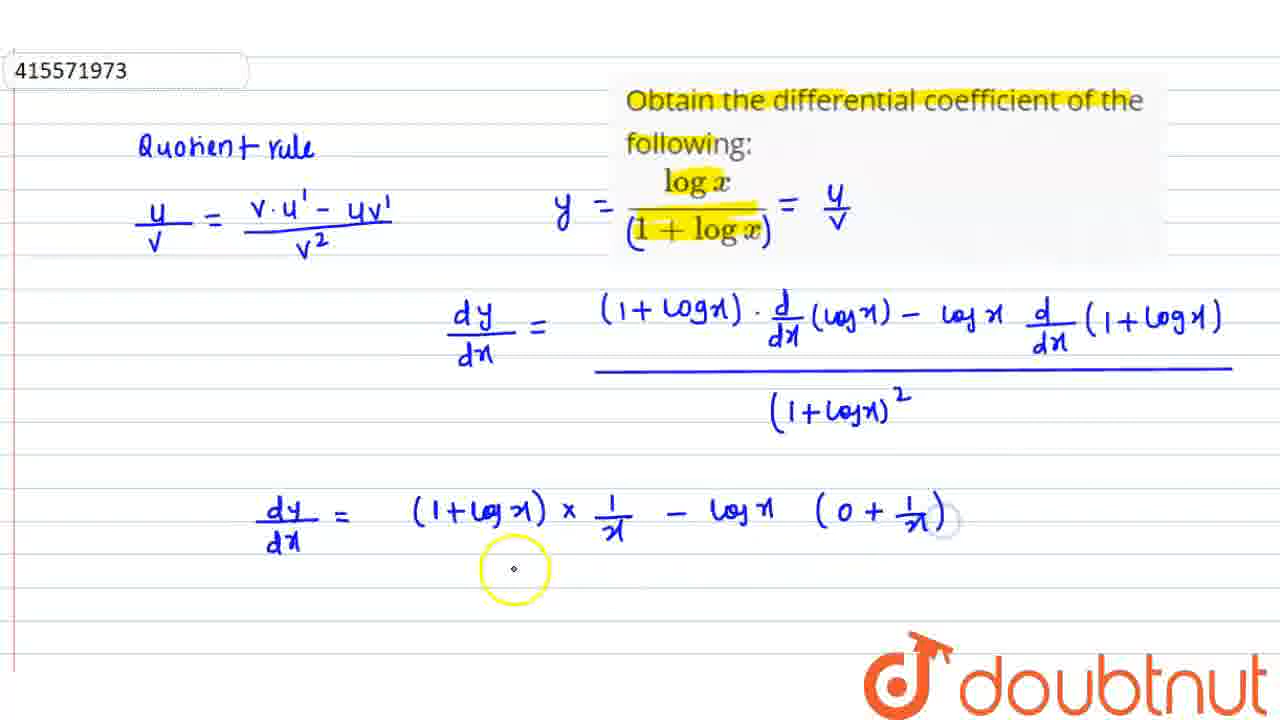 415571973
Obtain the differential coefficient of the
following:
Quotient rule
u/v = (v·u' - uv')/v²
y = log x/(1 + log x) = u/v
dy/dx = ((1+logx)·d/dx(logx) - logx d/dx(1+logx))/(1+logx)²
dy/dx = (1+logx) × 1/x - logx (0 + 1/x)
doubtnut